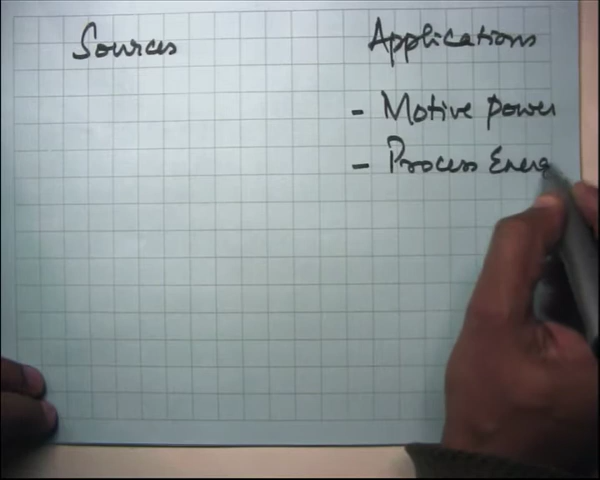 Sources
Applications
- Motive power
- Process Energ